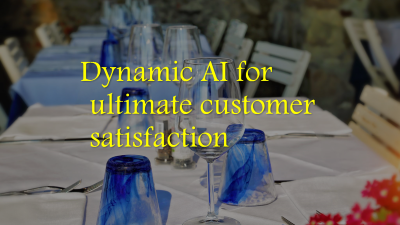 Dynamic AI for
ultimate customer
satisfaction